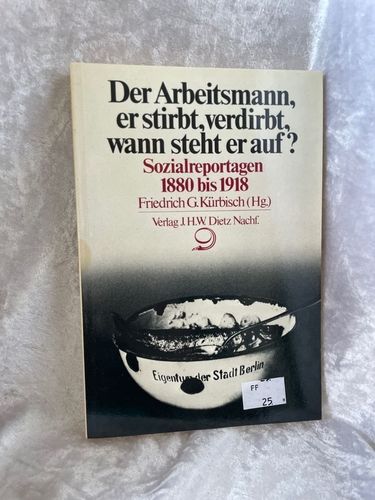 Der Arbeitsmann,
er stirbt, verdirbt,
wann steht er auf?
Sozialreportagen
1880 bis 1918
Friedrich G. Kürbisch (Hg.)
Verlag J.H.W. Dietz Nachf.
Eigentum der Stadt Berlin
FF
25.